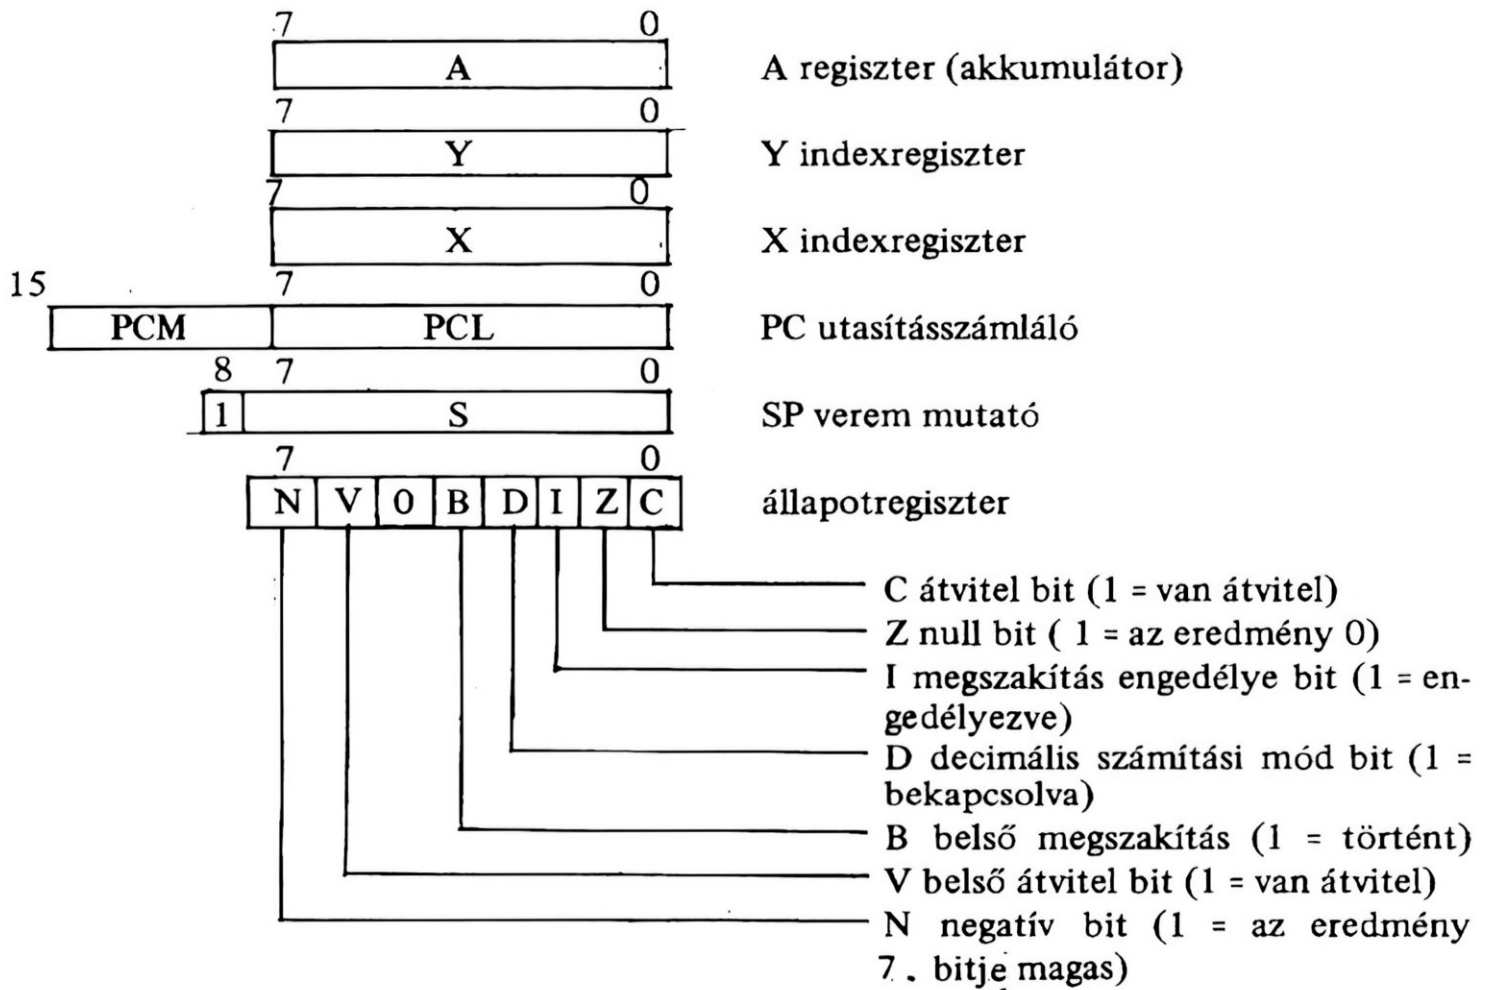 7 0
A A regiszter (akkumulátor)
7 0
Y Y indexregiszter
7 0
X X indexregiszter
15 7 0
PCM PCL PC utasításszámláló
8 7 0
1 S SP verem mutató
7 0
N V 0 B D I Z C állapotregiszter
C átvitel bit (1 = van átvitel)
Z null bit ( 1 = az eredmény 0)
I megszakítás engedélye bit (1 = en-
gedélyezve)
D decimális számítási mód bit (1 =
bekapcsolva)
B belső megszakítás (1 = történt)
V belső átvitel bit (1 = van átvitel)
N negatív bit (1 = az eredmény
7. bitje magas)